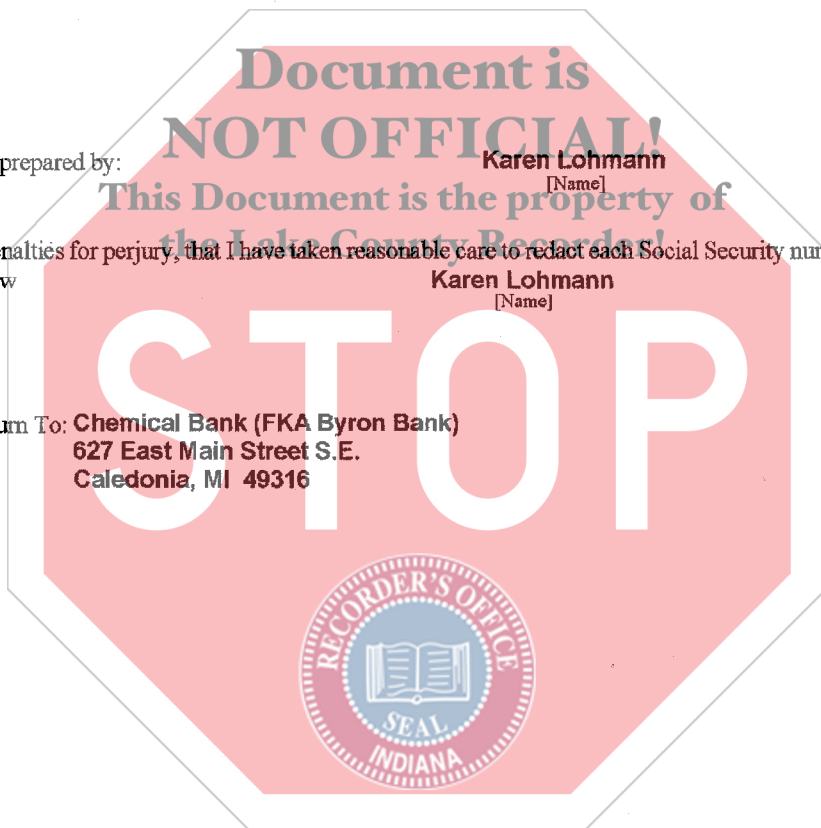 Document is
NOT OFFICIAL!
prepared by: Karen Lohmann
[Name]
This Document is the property of
the Lake County Recorder!
nalties for perjury, that I have taken reasonable care to redact each Social Security nun
w Karen Lohmann
[Name]
STOP
urn To: Chemical Bank (FKA Byron Bank)
627 East Main Street S.E.
Caledonia, MI 49316
RECORDER'S OFFICE
SEAL
INDIANA